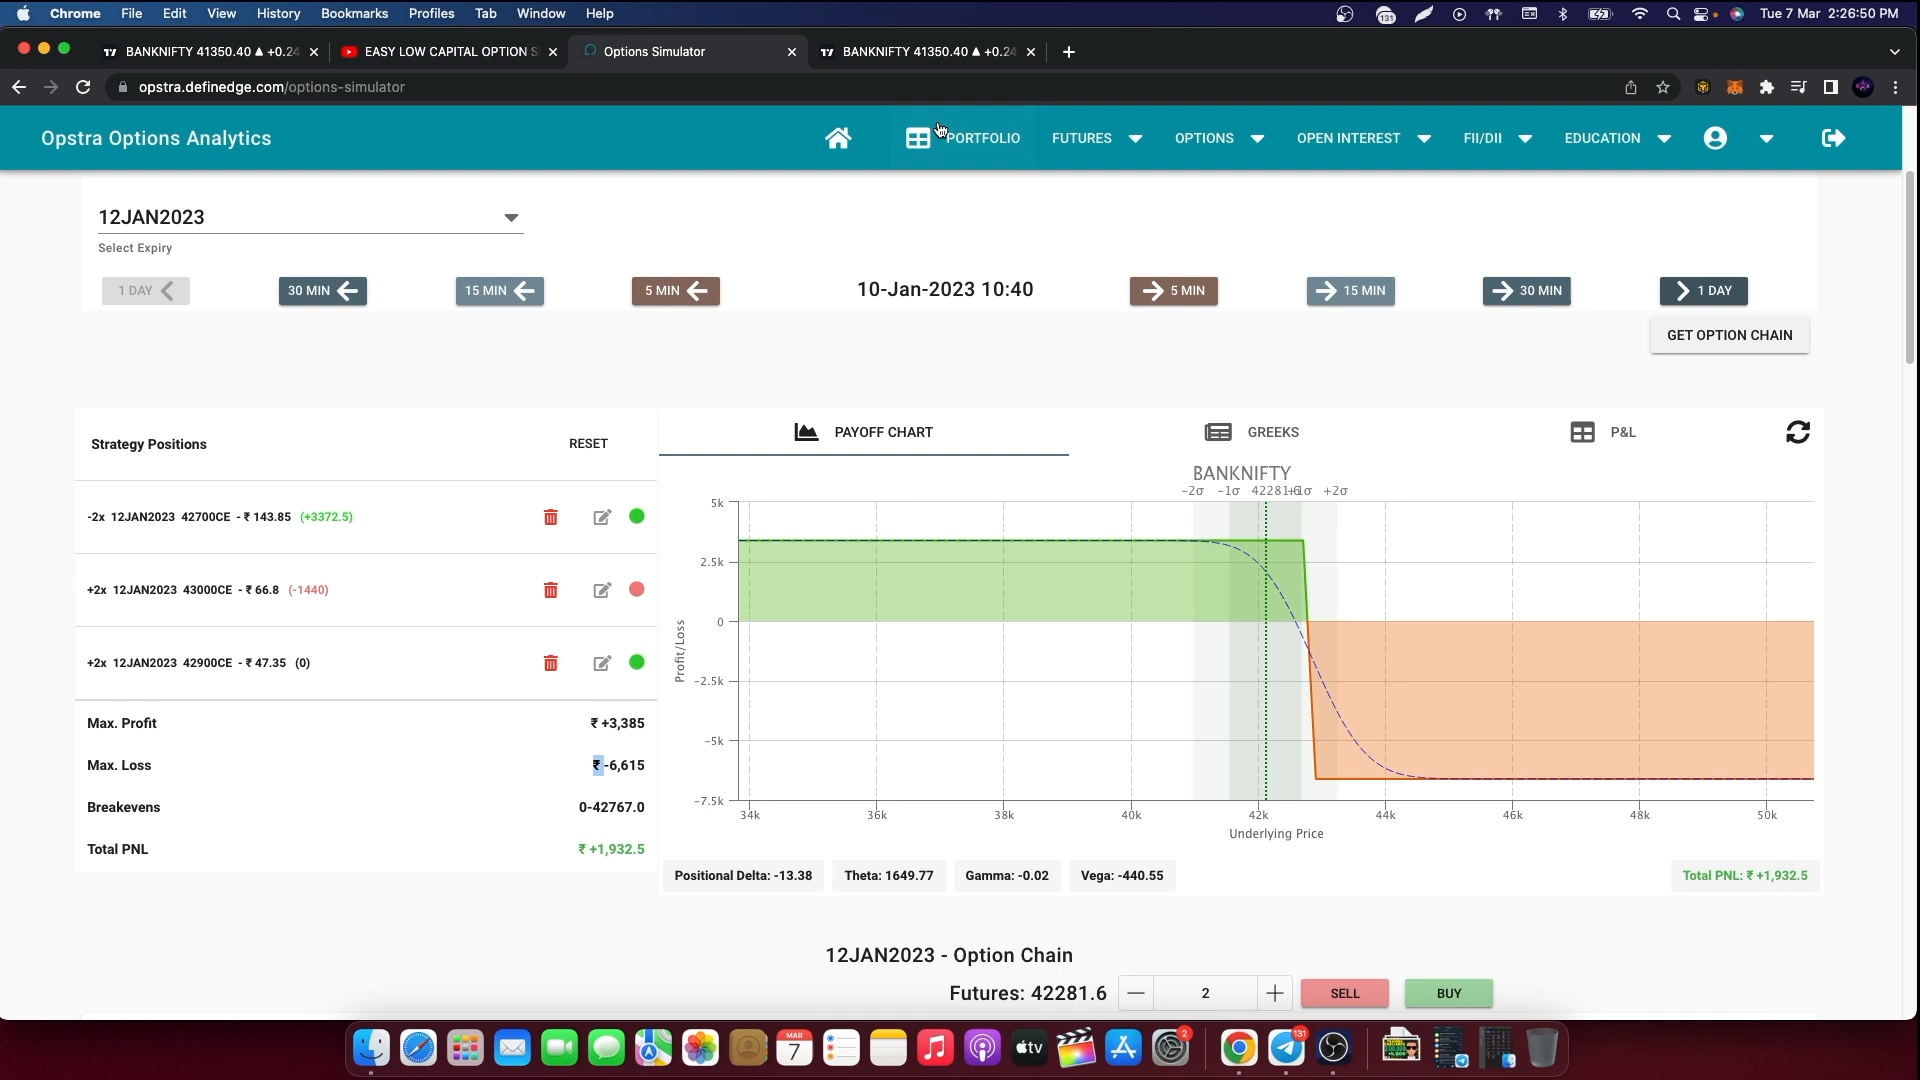 Chrome File Edit View History Bookmarks Profiles Tab Window Help 131 Tue 7 Mar 2:26:50 PM
BANKNIFTY 41350.40 ▲ +0.24 EASY LOW CAPITAL OPTION S Options Simulator BANKNIFTY 41350.40 ▲ +0.24
opstra.definedge.com/options-simulator
Opstra Options Analytics PORTFOLIO FUTURES OPTIONS OPEN INTEREST FII/DII EDUCATION
12JAN2023
Select Expiry
1 DAY 30 MIN 15 MIN 5 MIN 10-Jan-2023 10:40 5 MIN 15 MIN 30 MIN 1 DAY
GET OPTION CHAIN
Strategy Positions RESET PAYOFF CHART GREEKS P&L
BANKNIFTY
-2σ -1σ 42281.6 +1σ +2σ
-2x 12JAN2023 42700CE - ₹ 143.85 (+3372.5)
+2x 12JAN2023 43000CE - ₹ 66.8 (-1440)
+2x 12JAN2023 42900CE - ₹ 47.35 (0)
Max. Profit ₹ +3,385
Max. Loss ₹ -6,615
Breakevens 0-42767.0
Total PNL ₹ +1,932.5
5k
2.5k
0
−2.5k
−5k
−7.5k
Profit/Loss
34k 36k 38k 40k 42k 44k 46k 48k 50k
Underlying Price
Positional Delta: -13.38 Theta: 1649.77 Gamma: -0.02 Vega: -440.55 Total PNL: ₹ +1,932.5
12JAN2023 - Option Chain
Futures: 42281.6 2 SELL BUY
MAR
7
tv
2
131